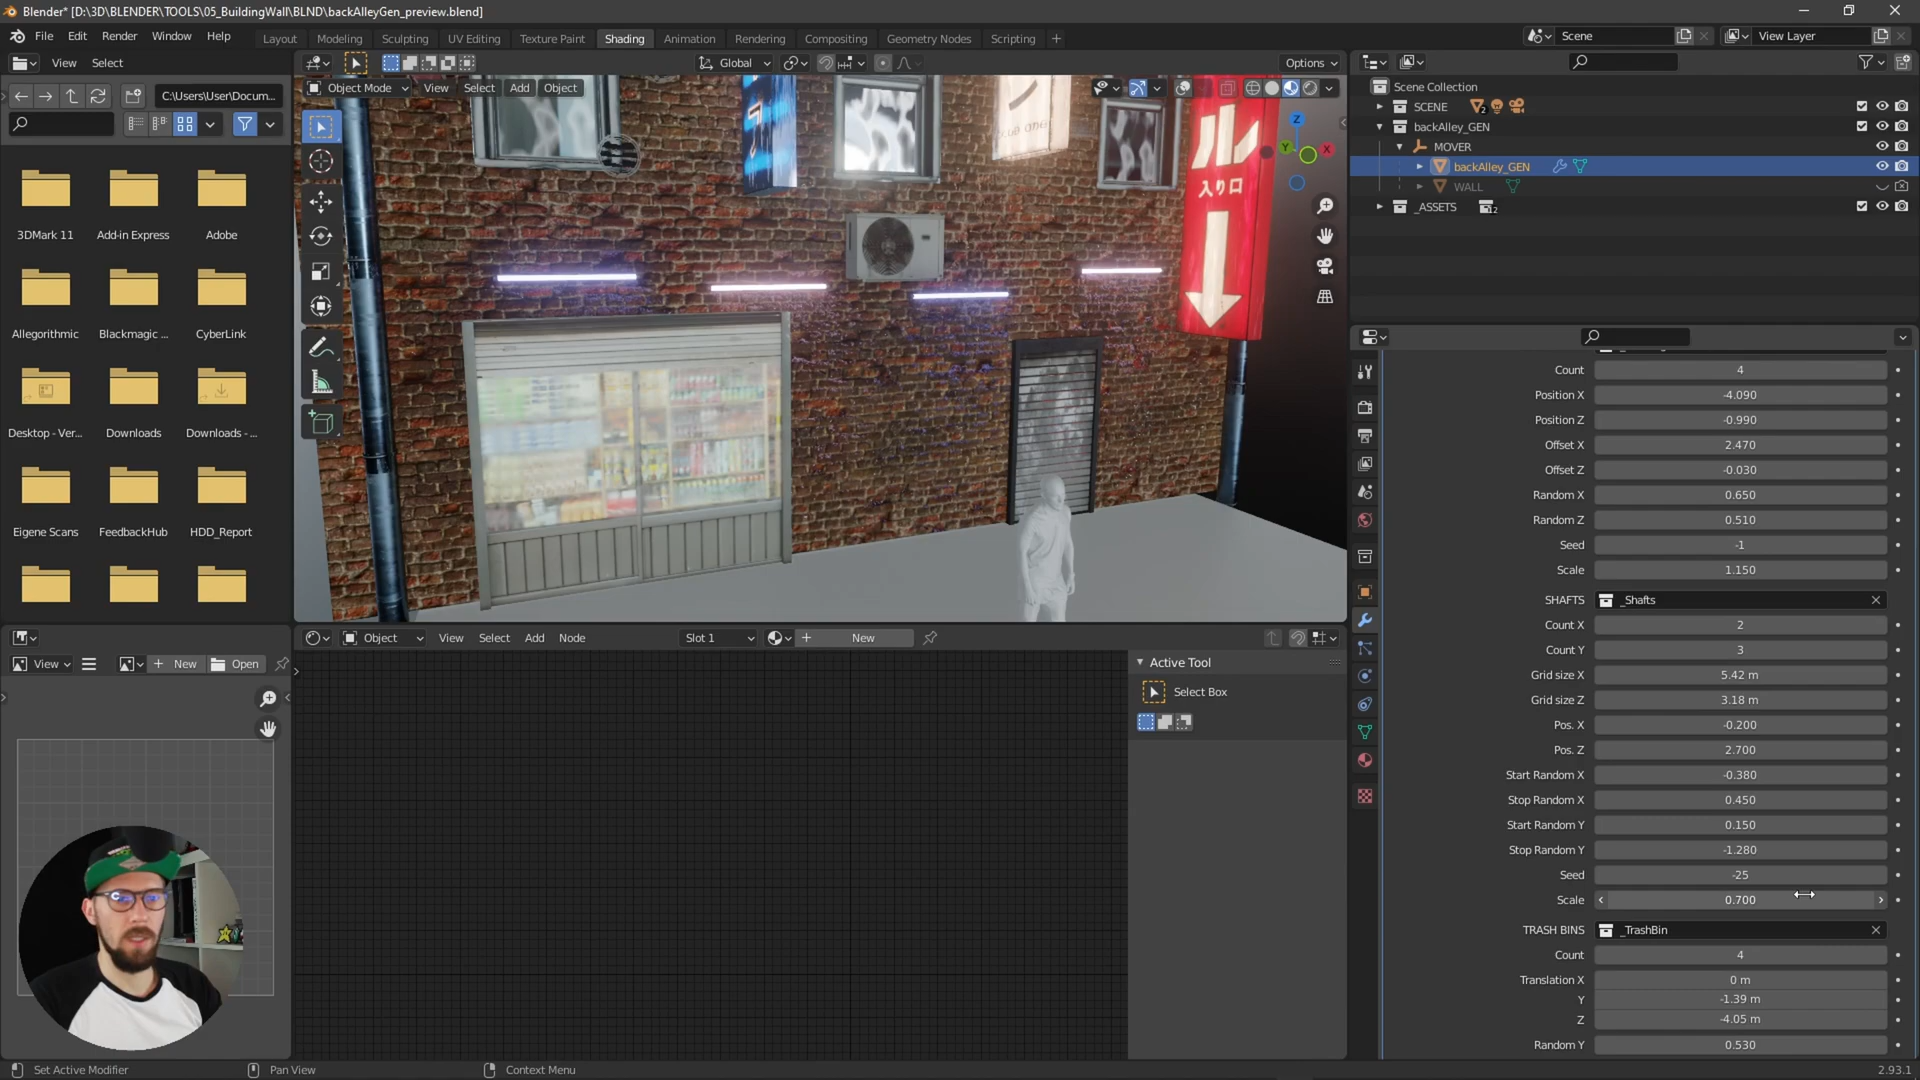 Blender* [D:\3D\BLENDER\TOOLS\05_BuildingWall\BLND\backAlleyGen_preview.blend]
File Edit Render Window Help
Layout Modeling Sculpting UV Editing Texture Paint Shading Animation Rendering Compositing Geometry Nodes Scripting
Scene
View Layer
View Select
Global
Options
C:\Users\User\Docum...
Object Mode View Select Add Object
3DMark 11 Add-in Express Adobe
Allegorithmic Blackmagic ... CyberLink
Desktop - Ver... Downloads Downloads - ...
Eigene Scans FeedbackHub HDD_Report
ル
入り口
Z
Y
X
Scene Collection
SCENE
2
backAlley_GEN
MOVER
backAlley_GEN
WALL
_ASSETS
12
Count 4
Position X -4.090
Position Z -0.990
Offset X 2.470
Offset Z -0.030
Random X 0.650
Random Z 0.510
Seed -1
Scale 1.150
SHAFTS _Shafts
Count X 2
Count Y 3
Grid size X 5.42 m
Grid size Z 3.18 m
Pos. X -0.200
Pos. Z 2.700
Start Random X -0.380
Stop Random X 0.450
Start Random Y 0.150
Stop Random Y -1.280
Seed -25
Scale 0.700
TRASH BINS _TrashBin
Count 4
Translation X 0 m
Y -1.39 m
Z -4.05 m
Random Y 0.530
View New Open
Object View Select Add Node Slot 1 New
Active Tool
Select Box
Set Active Modifier Pan View Context Menu
2.93.1